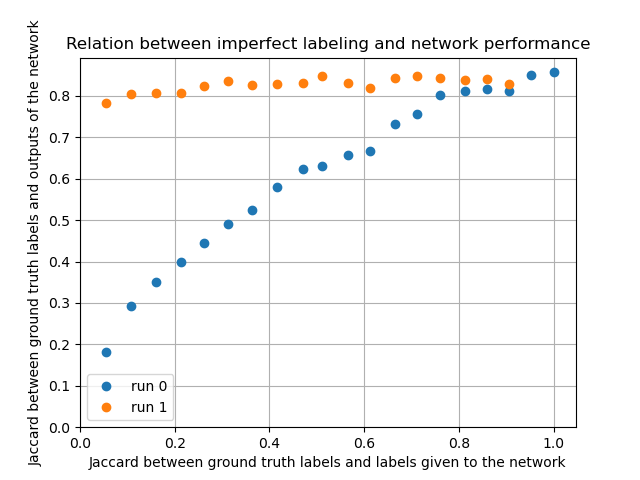 Relation between imperfect labeling and network performance
Jaccard between ground truth labels and outputs of the network
0.8
0.7
0.6
0.5
0.4
0.3
0.2
0.1
0.0
run 0
run 1
0.0 0.2 0.4 0.6 0.8 1.0
Jaccard between ground truth labels and labels given to the network